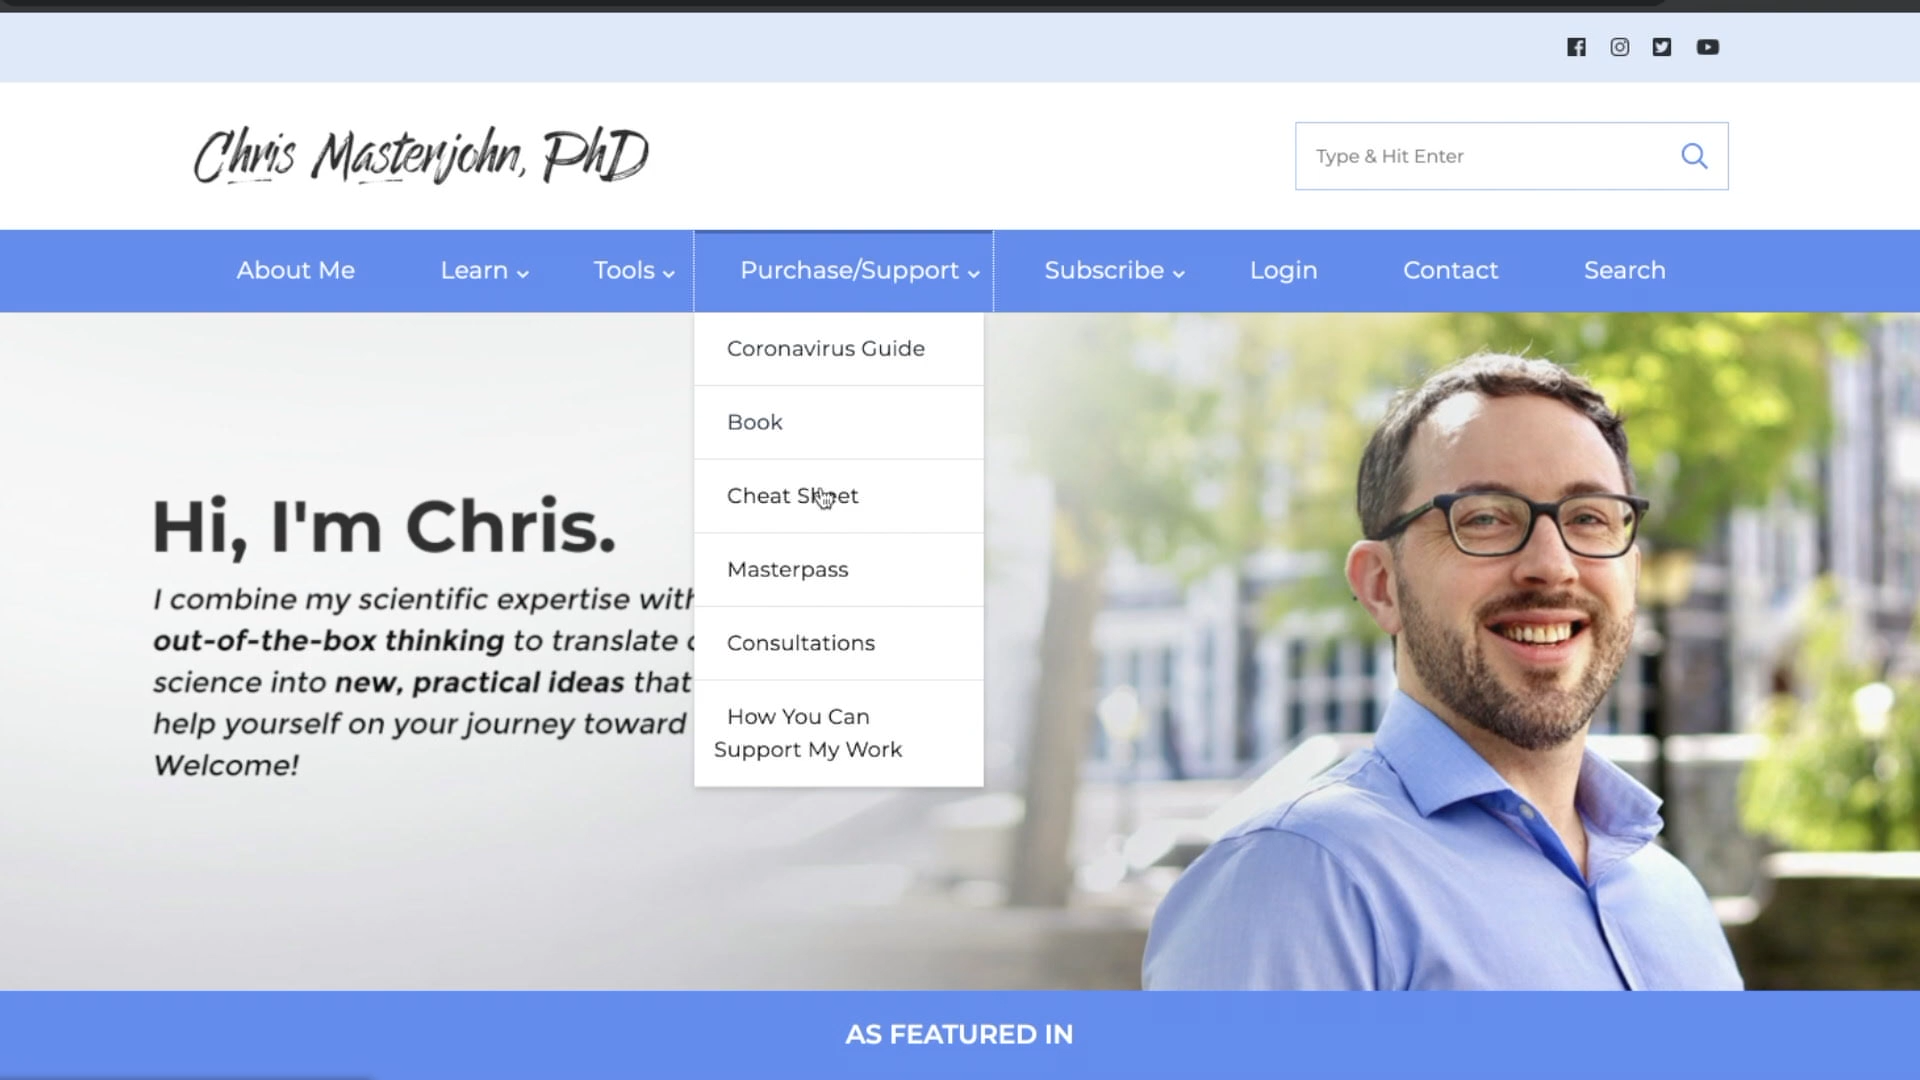 Chris Masterjohn, PhD
Type & Hit Enter
About Me Learn Tools Purchase/Support Subscribe Login Contact Search
Coronavirus Guide
Book
Cheat Sheet
Masterpass
Consultations
How You Can
Support My Work
Hi, I'm Chris.
I combine my scientific expertise with
out-of-the-box thinking to translate
science into new, practical ideas that
help yourself on your journey toward
Welcome!
AS FEATURED IN